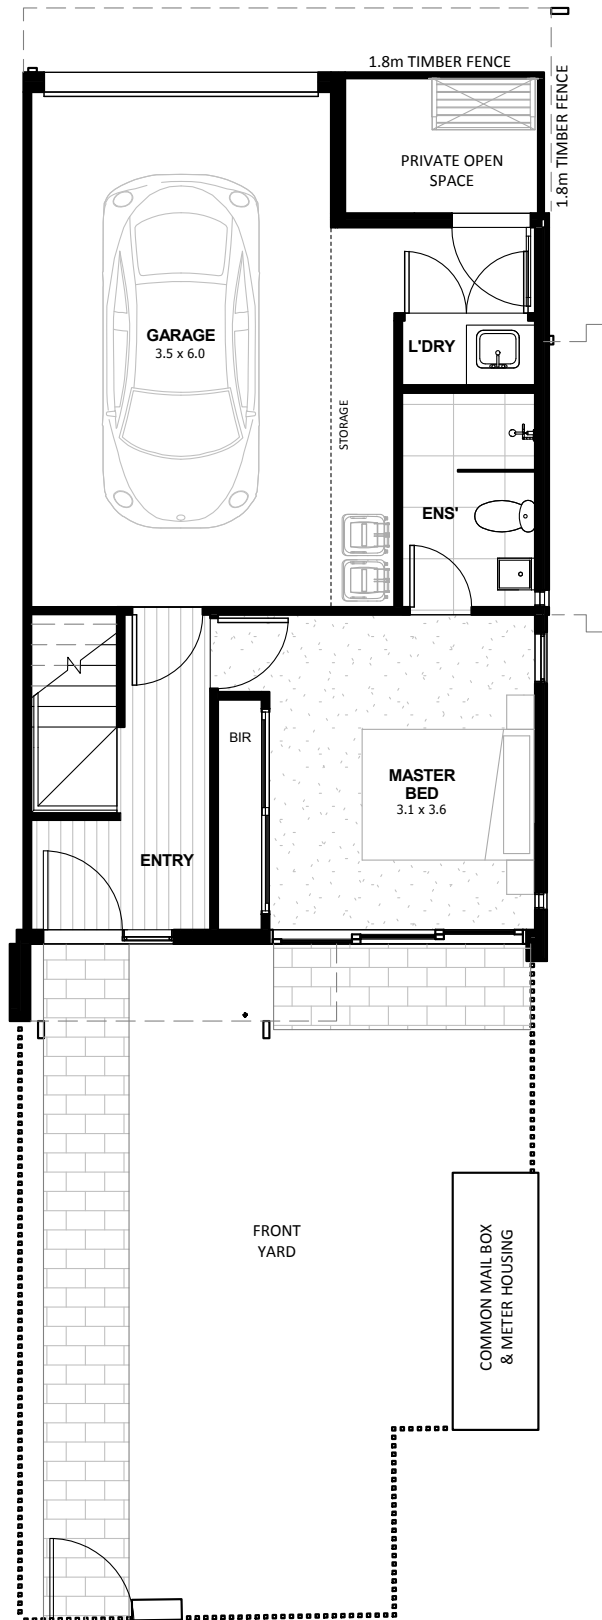 1.8m TIMBER FENCE
1.8m TIMBER FENCE
PRIVATE OPEN
SPACE
GARAGE
3.5 x 6.0
L'DRY
STORAGE
ENS'
BIR
MASTER
BED
3.1 x 3.6
ENTRY
FRONT
YARD
COMMON MAIL BOX
& METER HOUSING